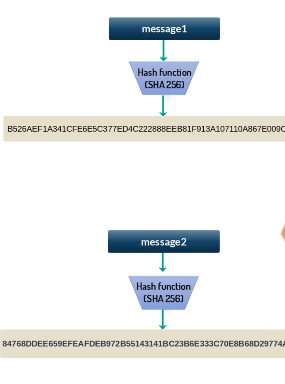 message1
Hash function
(SHA 256)
B526AEF1A341CFE6E5C377ED4C222888EEB81F913A107110A867E009C
message2
Hash function
(SHA 256)
84768DDEE659EFEAFDEB972B55143141BC23B6E333C70E8B68D29774A